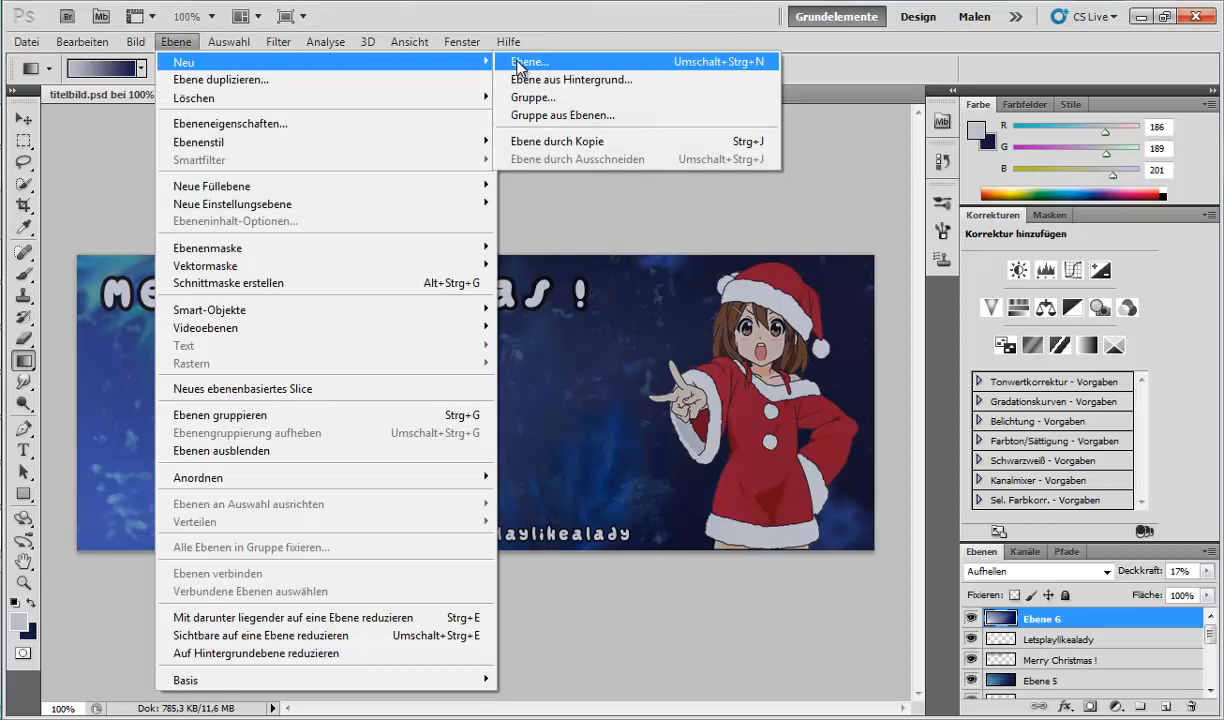 Ps Br Mb 100% Grundelemente Design Malen CS Live
Datei Bearbeiten Bild Ebene Auswahl Filter Analyse 3D Ansicht Fenster Hilfe
titelbild.psd bei 100%
Neu
Ebene duplizieren...
Löschen
Ebeneneigenschaften...
Ebenenstil
Smartfilter
Neue Füllebene
Neue Einstellungsebene
Ebeneninhalt-Optionen...
Ebenenmaske
Vektormaske
Schnittmaske erstellen Alt+Strg+G
Smart-Objekte
Videoebenen
Text
Rastern
Neues ebenenbasiertes Slice
Ebenen gruppieren Strg+G
Ebenengruppierung aufheben Umschalt+Strg+G
Ebenen ausblenden
Anordnen
Ebenen an Auswahl ausrichten
Verteilen
Alle Ebenen in Gruppe fixieren...
Ebenen verbinden
Verbundene Ebenen auswählen
Mit darunter liegender auf eine Ebene reduzieren Strg+E
Sichtbare auf eine Ebene reduzieren Umschalt+Strg+E
Auf Hintergrundebene reduzieren
Basis
Ebene... Umschalt+Strg+N
Ebene aus Hintergrund...
Gruppe...
Gruppe aus Ebenen...
Ebene durch Kopie Strg+J
Ebene durch Ausschneiden Umschalt+Strg+J
me as !
laylikealady
Farbe Farbfelder Stile
R 186
G 189
B 201
Korrekturen Masken
Korrektur hinzufügen
Tonwertkorrektur - Vorgaben
Gradationskurven - Vorgaben
Belichtung - Vorgaben
Farbton/Sättigung - Vorgaben
Schwarzweiß - Vorgaben
Kanalmixer - Vorgaben
Sel. Farbkorr. - Vorgaben
Ebenen Kanäle Pfade
Aufhellen Deckkraft: 17%
Fixieren: Fläche: 100%
Ebene 6
Letsplaylikealady
Merry Christmas !
Ebene 5
100% Dok: 785,3 KB/11,6 MB